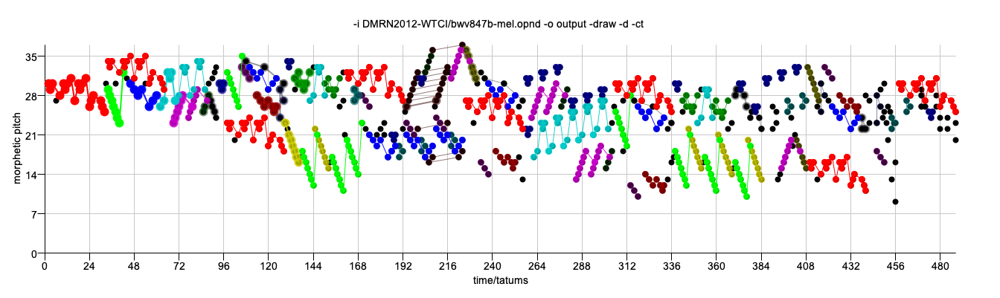 -i DMRN2012-WTCI/bwv847b-mel.opnd -o output -draw -d -ct
35
28
21
14
7
0
morphetic pitch
0 24 48 72 96 120 144 168 192 216 240 264 288 312 336 360 384 408 432 456 480
time/tatums